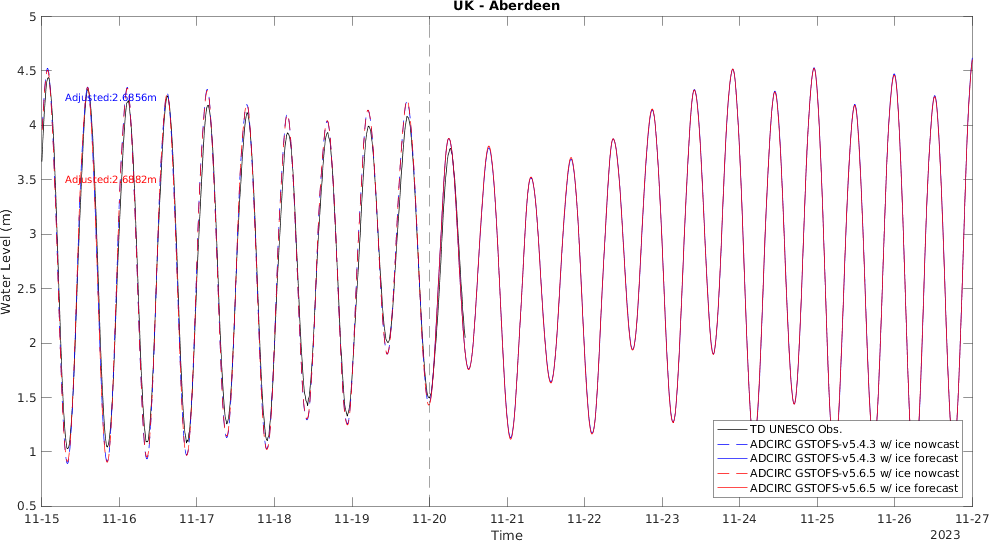 UK - Aberdeen
5
4.5
4
3.5
3
2.5
2
1.5
1
0.5
Water Level (m)
Adjusted:2.6856m
Adjusted:2.6882m
TD UNESCO Obs.
ADCIRC GSTOFS-v5.4.3 w/ ice nowcast
ADCIRC GSTOFS-v5.4.3 w/ ice forecast
ADCIRC GSTOFS-v5.6.5 w/ ice nowcast
ADCIRC GSTOFS-v5.6.5 w/ ice forecast
11-15 11-16 11-17 11-18 11-19 11-20 11-21 11-22 11-23 11-24 11-25 11-26 11-27
Time
2023